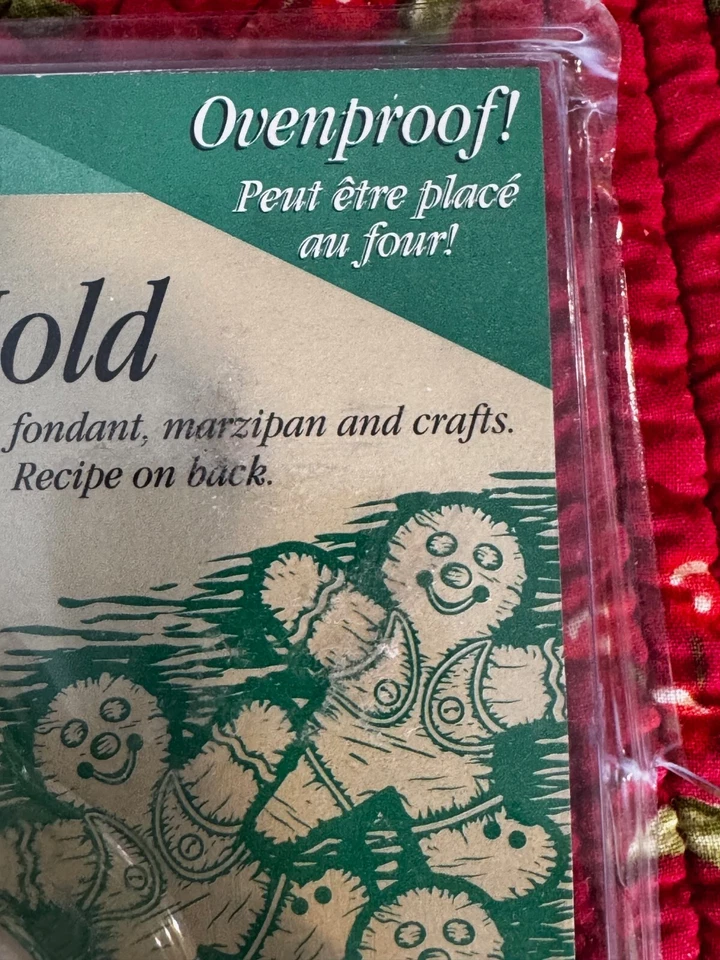 Ovenproof!
Peut être placé
au four!
old
fondant, marzipan and crafts.
Recipe on back.